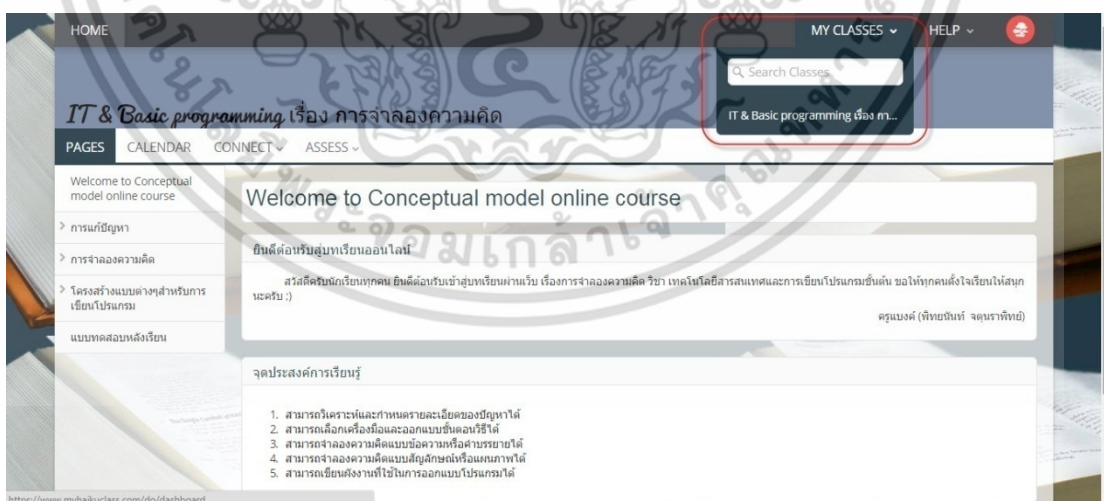 HOME
MY CLASSES
HELP
Search Classes
IT & Basic programming เรื่อง กา...
IT & Basic programming เรื่อง การจำลองความคิด
PAGES CALENDAR CONNECT ASSESS
Welcome to Conceptual
model online course
การแก้ปัญหา
การจำลองความคิด
โครงสร้างแบบต่างๆสำหรับการ
เขียนโปรแกรม
แบบทดสอบหลังเรียน
Welcome to Conceptual model online course
ยินดีต้อนรับสู่บทเรียนออนไลน์
สวัสดีครับนักเรียนทุกคน ยินดีต้อนรับเข้าสู่บทเรียนผ่านเว็บ เรื่องการจำลองความคิด วิชา เทคโนโลยีสารสนเทศและการเขียนโปรแกรมขั้นต้น ขอให้ทุกคนตั้งใจเรียนให้สนุก
นะครับ :)
ครูแบงค์ (พิทยนันท์ จตุนราพิทย์)
จุดประสงค์การเรียนรู้
1. สามารถวิเคราะห์และกำหนดรายละเอียดของปัญหาได้
2. สามารถเลือกเครื่องมือและออกแบบขั้นตอนวิธีได้
3. สามารถจำลองความคิดแบบข้อความหรือคำบรรยายได้
4. สามารถจำลองความคิดแบบสัญลักษณ์หรือแผนภาพได้
5. สามารถเขียนผังงานที่ใช้ในการออกแบบโปรแกรมได้
https://www.myhaikuclass.com/do/dashboard